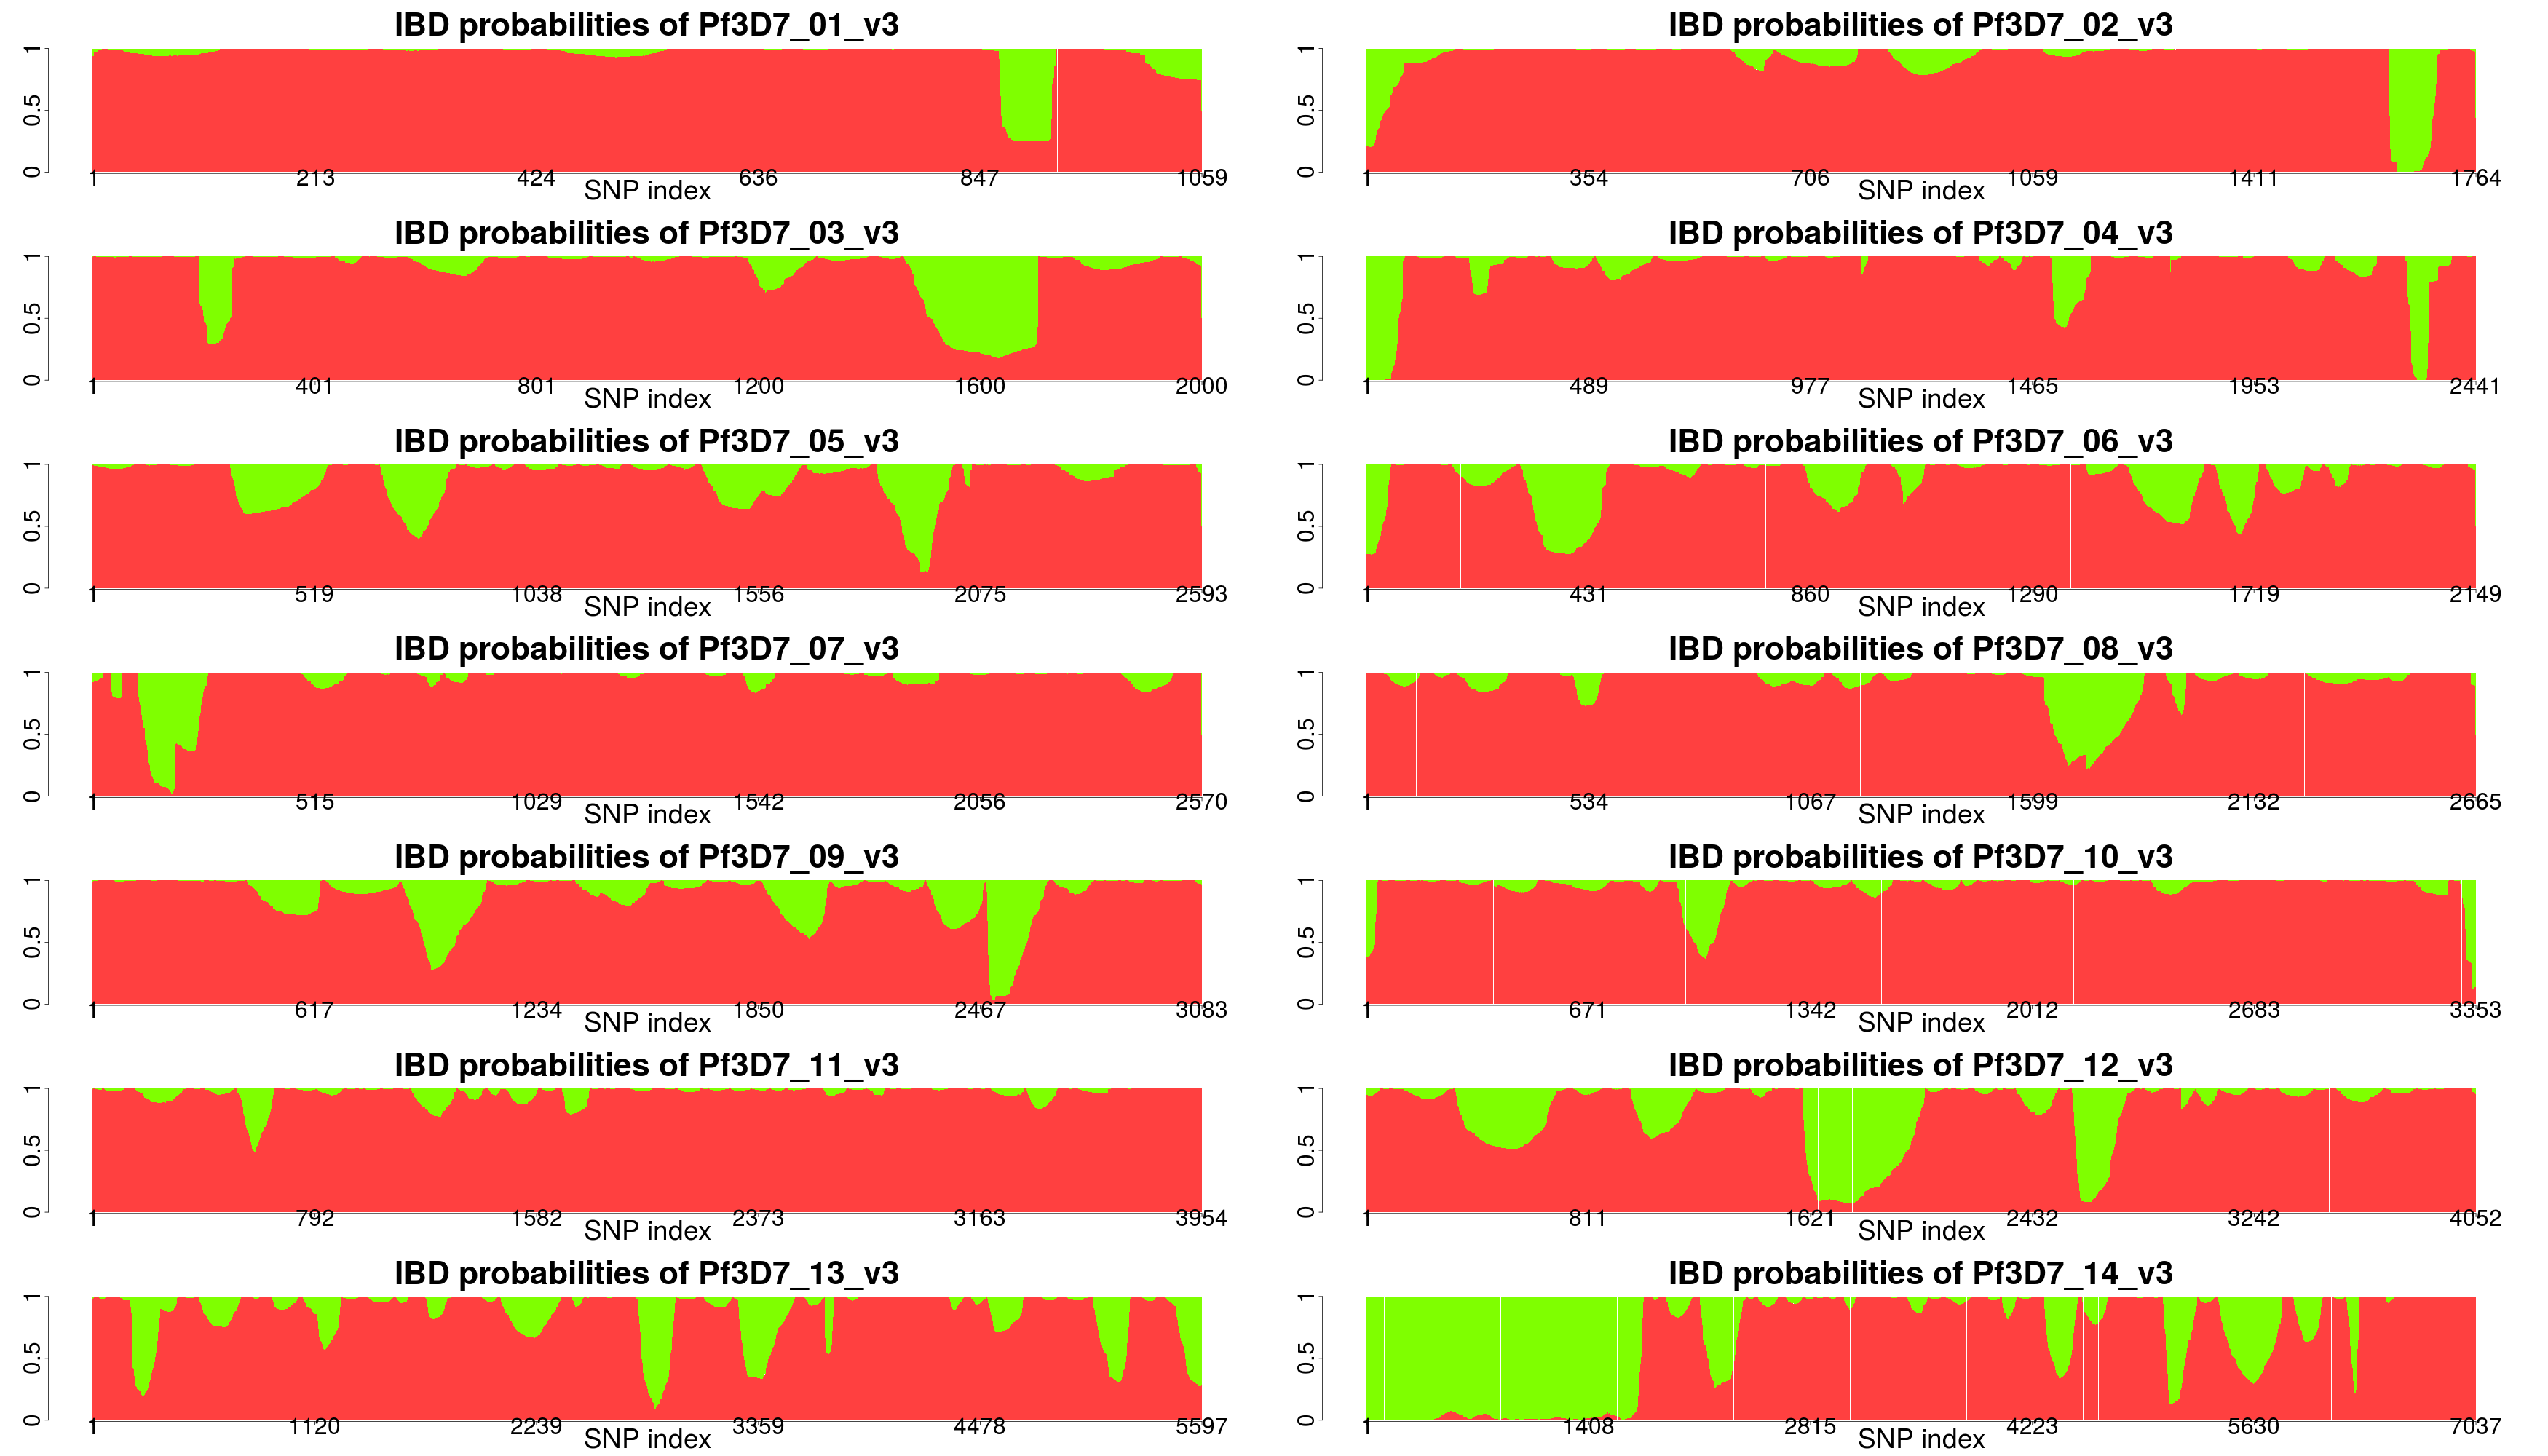 IBD probabilities of Pf3D7_01_v3
0 0.5 1
1 213 424 636 847 1059
SNP index
IBD probabilities of Pf3D7_02_v3
0 0.5 1
1 354 706 1059 1411 1764
SNP index
IBD probabilities of Pf3D7_03_v3
0 0.5 1
1 401 801 1200 1600 2000
SNP index
IBD probabilities of Pf3D7_04_v3
0 0.5 1
1 489 977 1465 1953 2441
SNP index
IBD probabilities of Pf3D7_05_v3
0 0.5 1
1 519 1038 1556 2075 2593
SNP index
IBD probabilities of Pf3D7_06_v3
0 0.5 1
1 431 860 1290 1719 2149
SNP index
IBD probabilities of Pf3D7_07_v3
0 0.5 1
1 515 1029 1542 2056 2570
SNP index
IBD probabilities of Pf3D7_08_v3
0 0.5 1
1 534 1067 1599 2132 2665
SNP index
IBD probabilities of Pf3D7_09_v3
0 0.5 1
1 617 1234 1850 2467 3083
SNP index
IBD probabilities of Pf3D7_10_v3
0 0.5 1
1 671 1342 2012 2683 3353
SNP index
IBD probabilities of Pf3D7_11_v3
0 0.5 1
1 792 1582 2373 3163 3954
SNP index
IBD probabilities of Pf3D7_12_v3
0 0.5 1
1 811 1621 2432 3242 4052
SNP index
IBD probabilities of Pf3D7_13_v3
0 0.5 1
1 1120 2239 3359 4478 5597
SNP index
IBD probabilities of Pf3D7_14_v3
0 0.5 1
1 1408 2815 4223 5630 7037
SNP index